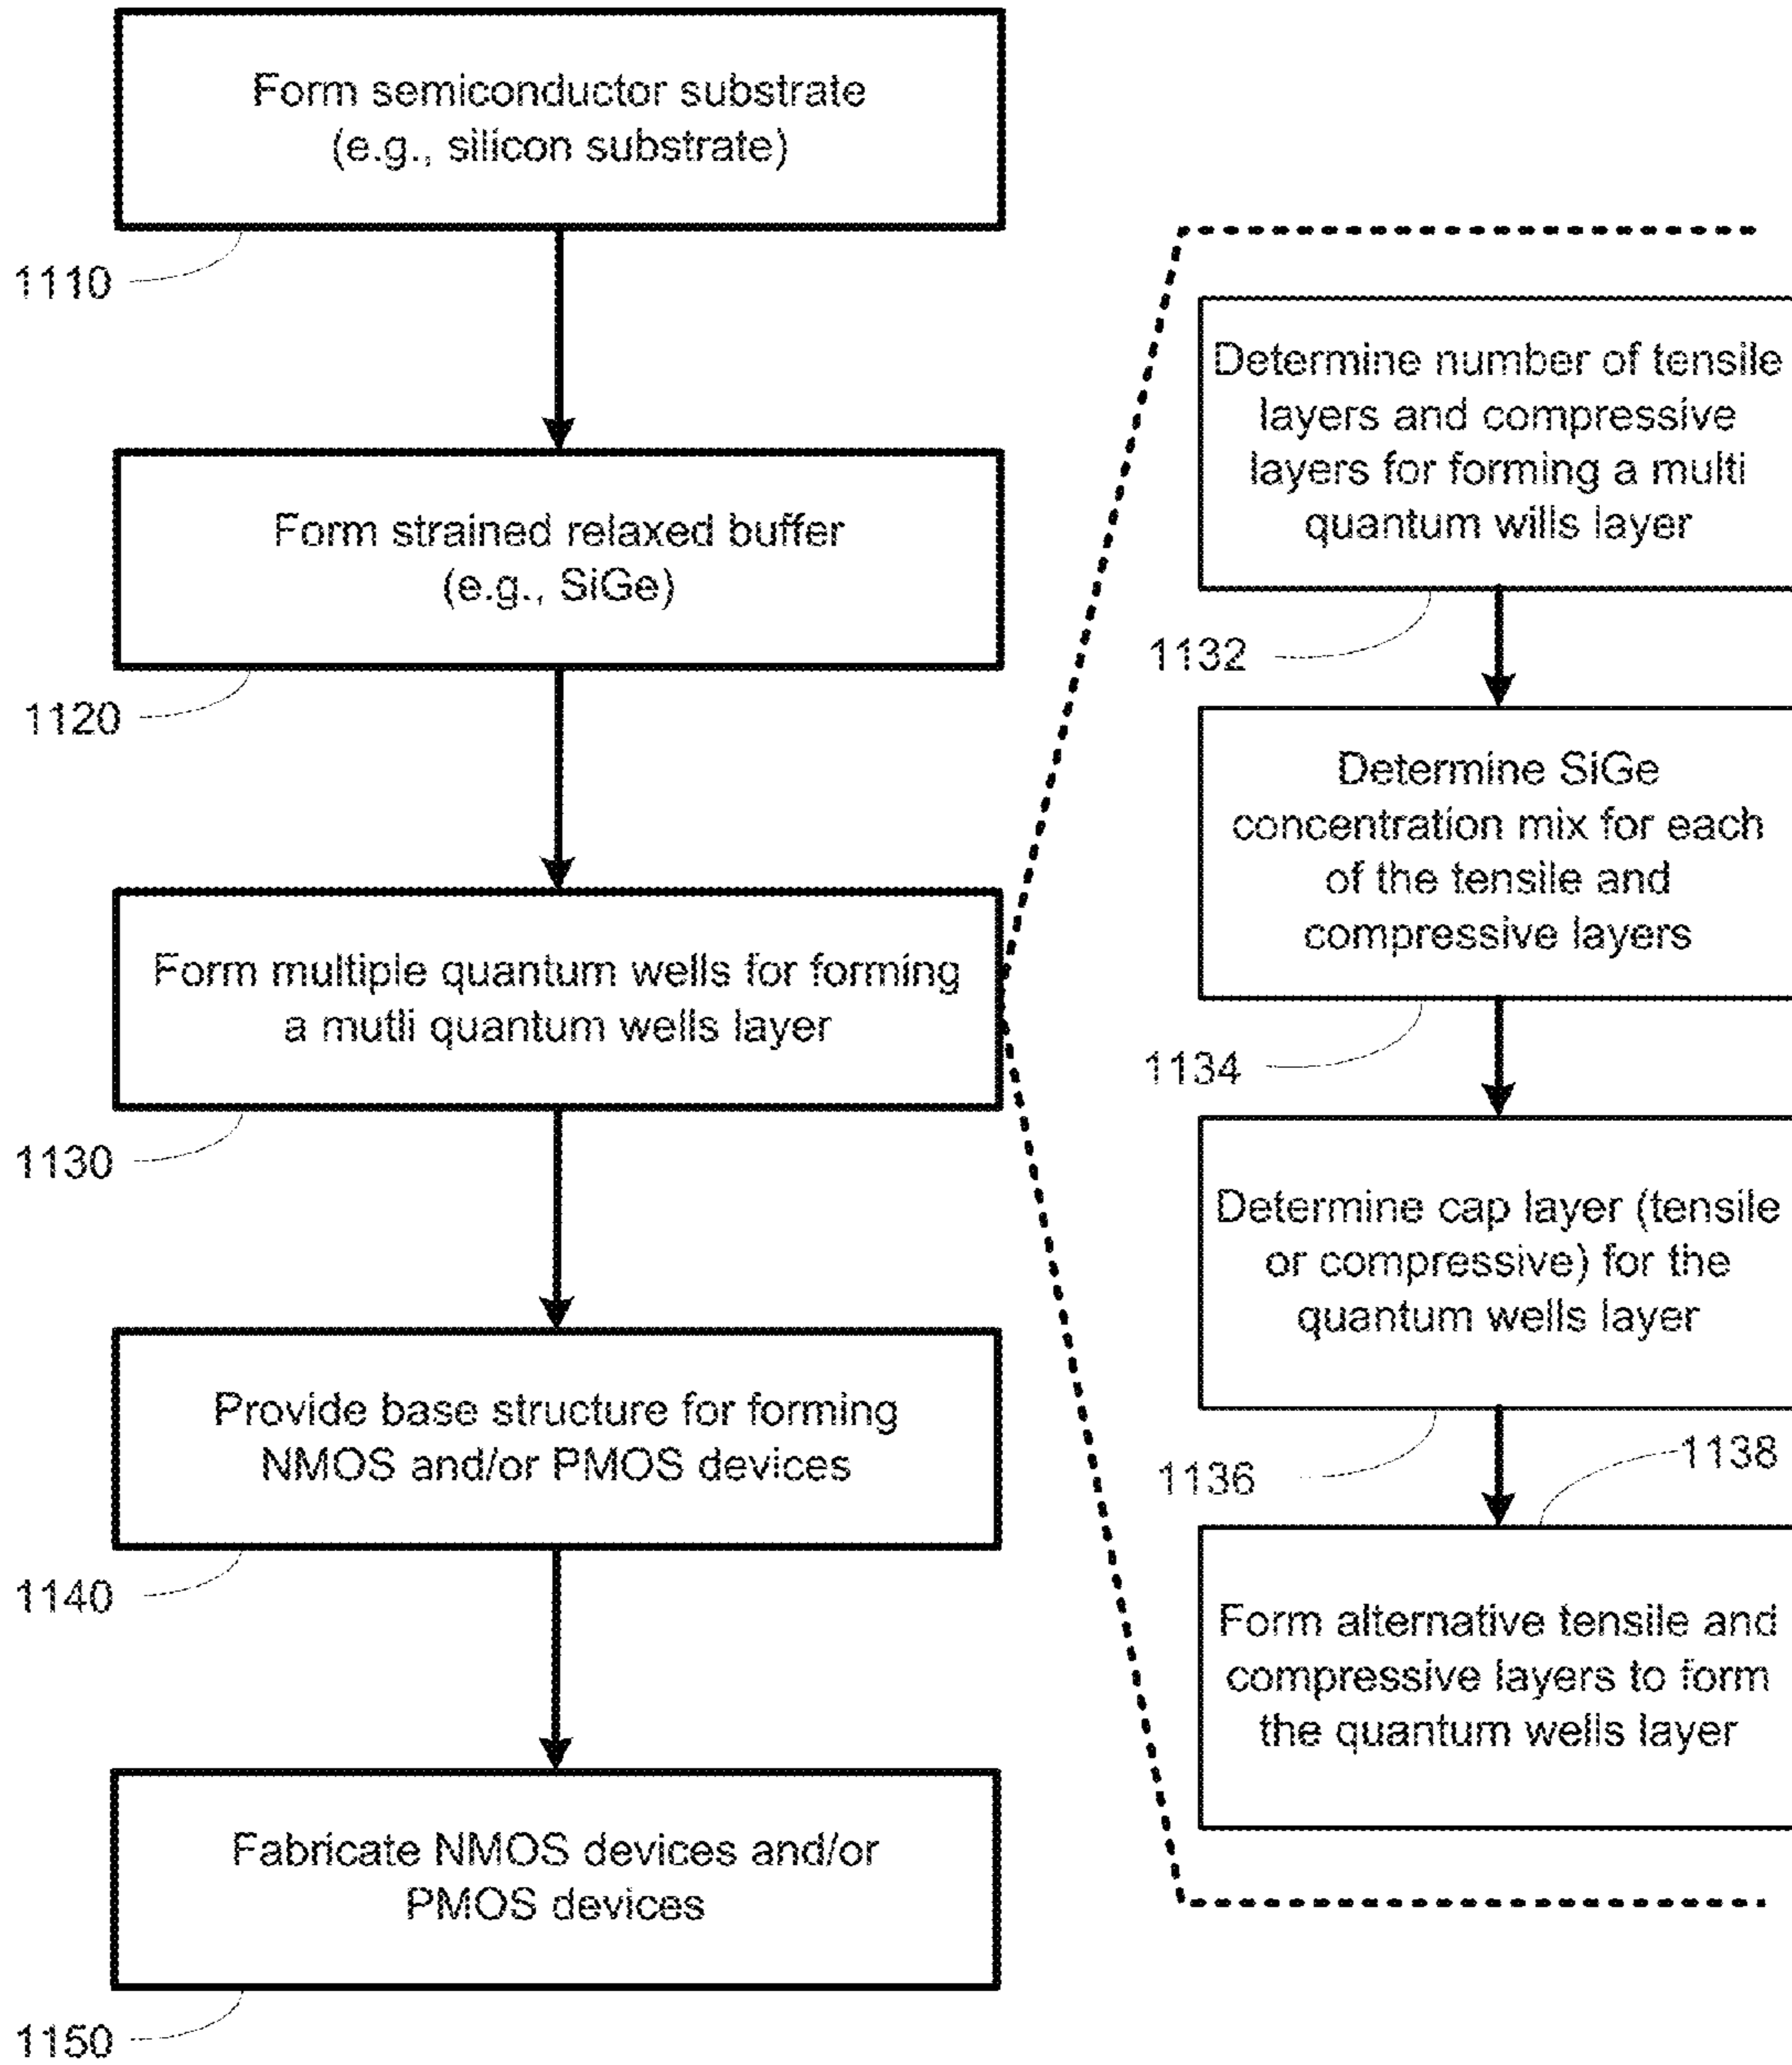 Form semiconductor substrate
(e.g., silicon substrate)
1110
Form strained relaxed buffer
(e.g., SiGe)
1120
Form multiple quantum wells for forming
a mutli quantum wells layer
1130
Provide base structure for forming
NMOS and/or PMOS devices
1140
Fabricate NMOS devices and/or
PMOS devices
1150
Determine number of tensile
layers and compressive
layers for forming a multi
quantum wills layer
1132
Determine SiGe
concentration mix for each
of the tensile and
compressive layers
1134
Determine cap layer (tensile
or compressive) for the
quantum wells layer
1136
1138
Form alternative tensile and
compressive layers to form
the quantum wells layer